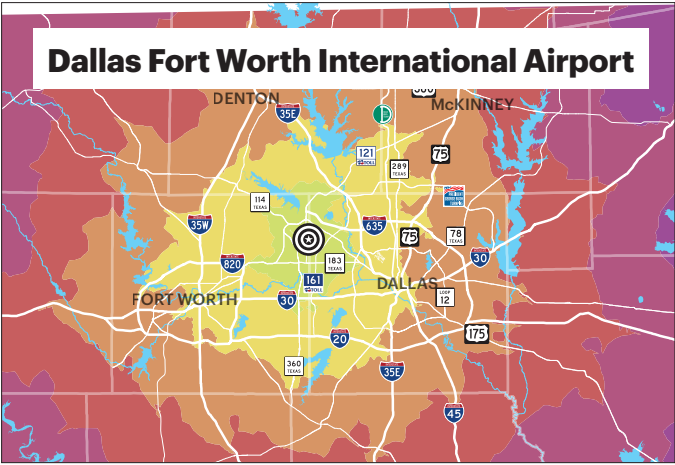 Dallas Fort Worth International Airport
DENTON
35E
McKINNEY
121
TOLL
289
TEXAS
75
114
TEXAS
35W
635
75
78
TEXAS
30
820
183
TEXAS
161
TOLL
DALLAS
FORT WORTH
30
LOOP
12
20
175
360
TEXAS
35E
45